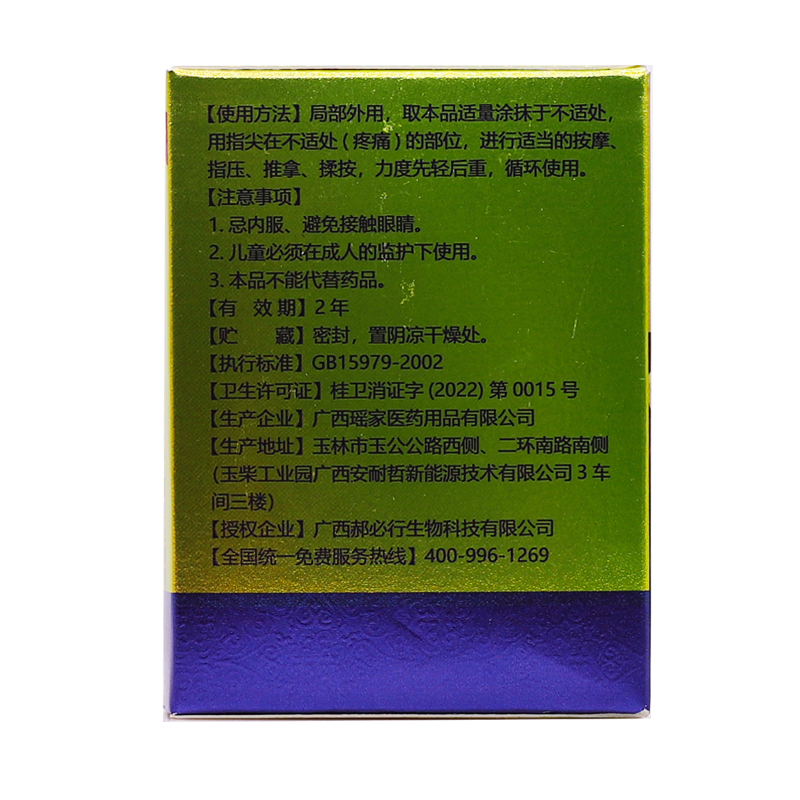 【使用方法】局部外用，取本品适量涂抹于不适处，
用指尖在不适处(疼痛)的部位，进行适当的按摩、
指压、推拿、揉按，力度先轻后重，循环使用。
【注意事项】
1. 忌内服、避免接触眼睛。
2. 儿童必须在成人的监护下使用。
3. 本品不能代替药品。
【有 效 期】2 年
【贮 藏】密封，置阴凉干燥处。
【执行标准】GB15979-2002
【卫生许可证】桂卫消证字 (2022) 第 0015 号
【生产企业】广西瑶家医药用品有限公司
【生产地址】玉林市玉公公路西侧、二环南路南侧
(玉柴工业园广西安耐哲新能源技术有限公司 3 车
间三楼)
【授权企业】广西郝必行生物科技有限公司
【全国统一免费服务热线】400-996-1269